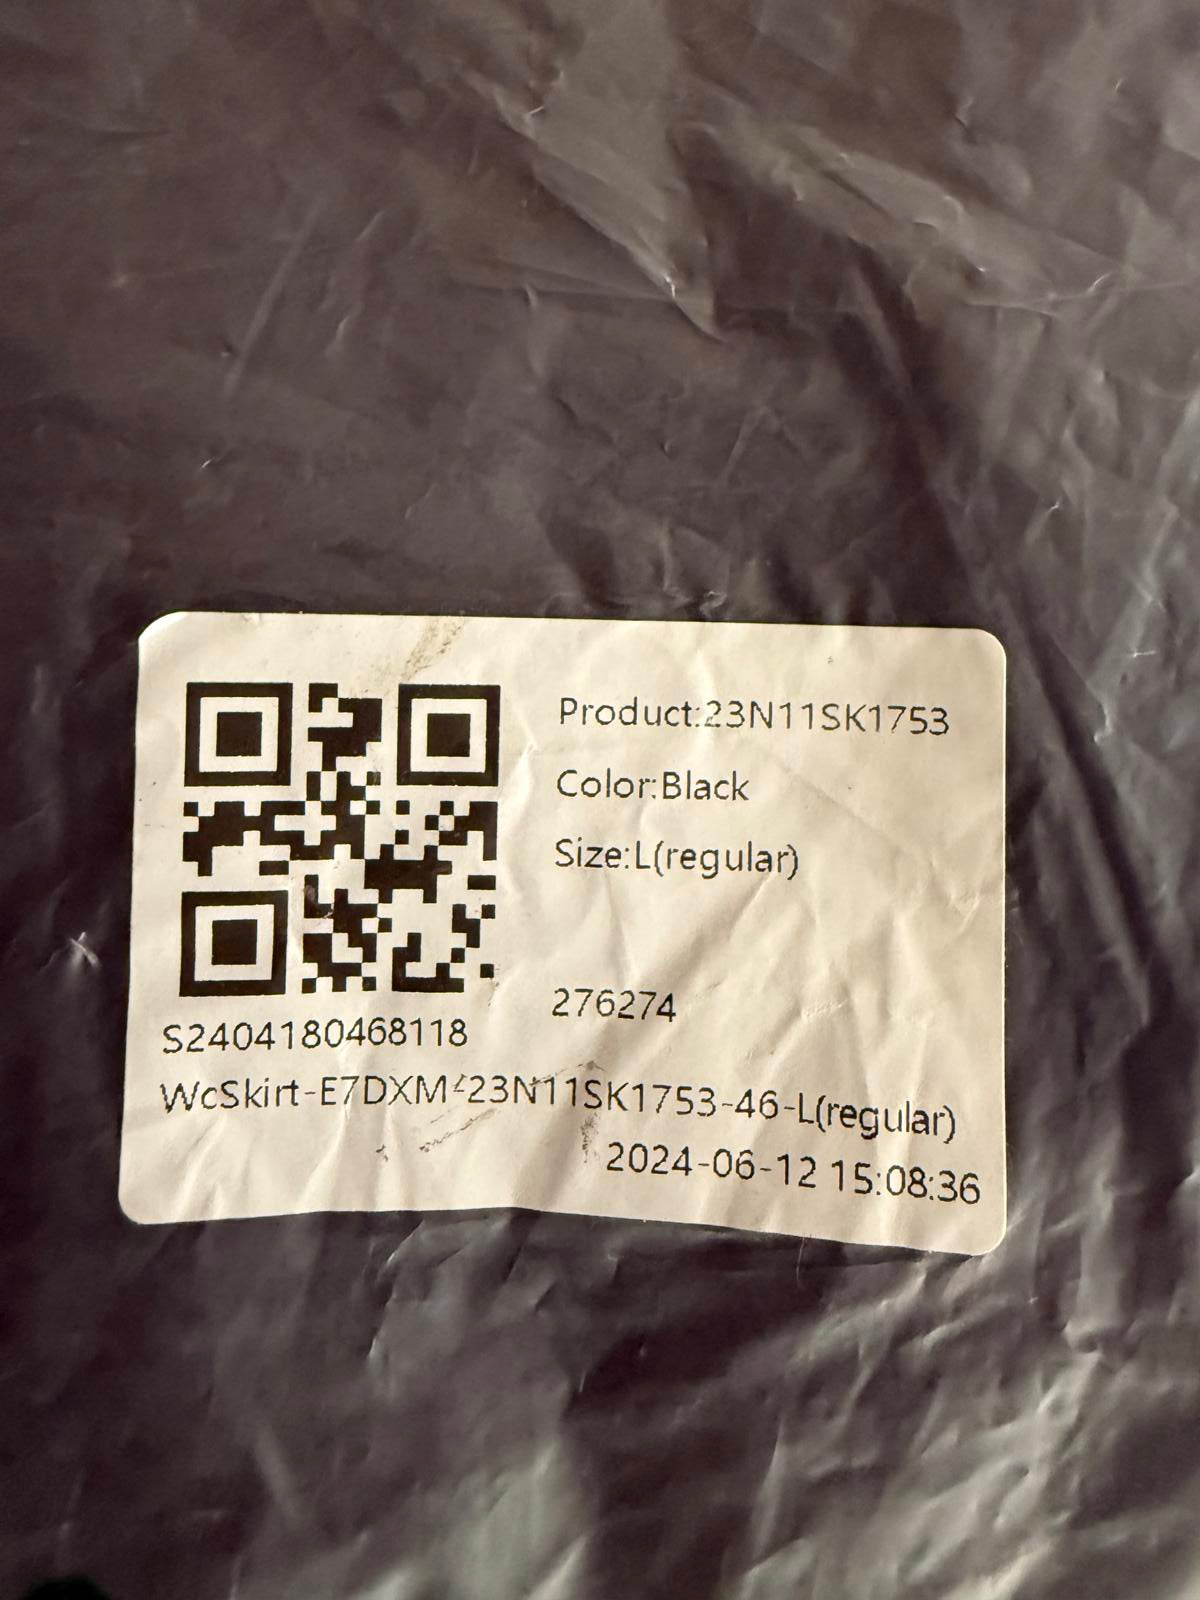 Product:23N11SK1753
Color:Black
Size:L(regular)
276274
S2404180468118
WcSkirt-E7DXM-23N11SK1753-46-L(regular)
2024-06-12 15:08:36